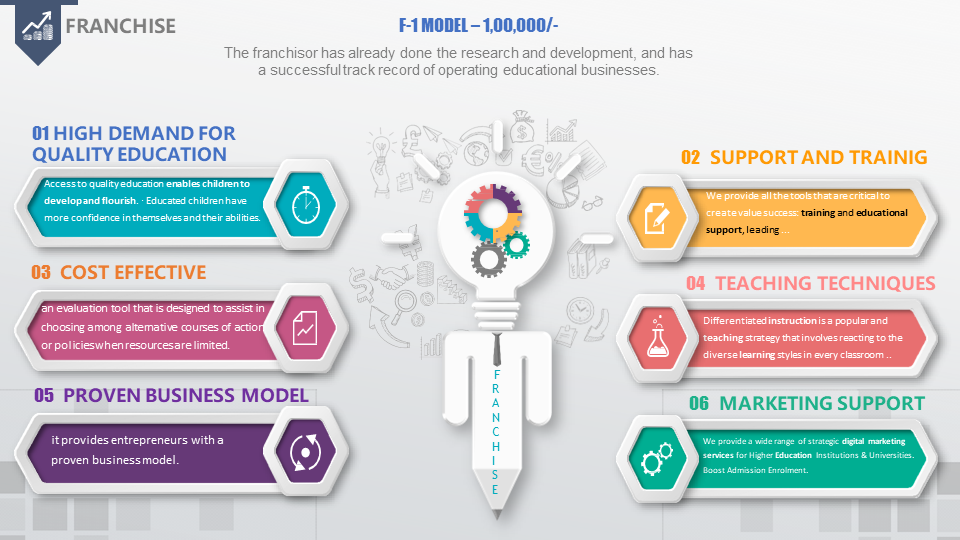 FRANCHISE
F-1 MODEL – 1,00,000/-
The franchisor has already done the research and development, and has
a successful track record of operating educational businesses.
01 HIGH DEMAND FOR
QUALITY EDUCATION
Access to quality education enables children to
develop and flourish. · Educated children have
more confidence in themselves and their abilities.
02 SUPPORT AND TRAINIG
We provide all the tools that are critical to
create value success: training and educational
support, leading ...
03 COST EFFECTIVE
an evaluation tool that is designed to assist in
choosing among alternative courses of action
or policies when resources are limited.
04 TEACHING TECHNIQUES
Differentiated instruction is a popular and
teaching strategy that involves reacting to the
diverse learning styles in every classroom ..
05 PROVEN BUSINESS MODEL
it provides entrepreneurs with a
proven business model.
06 MARKETING SUPPORT
We provide a wide range of strategic digital marketing
services for Higher Education Institutions & Universities.
Boost Admission Enrolment.
F
R
A
N
C
H
I
S
E